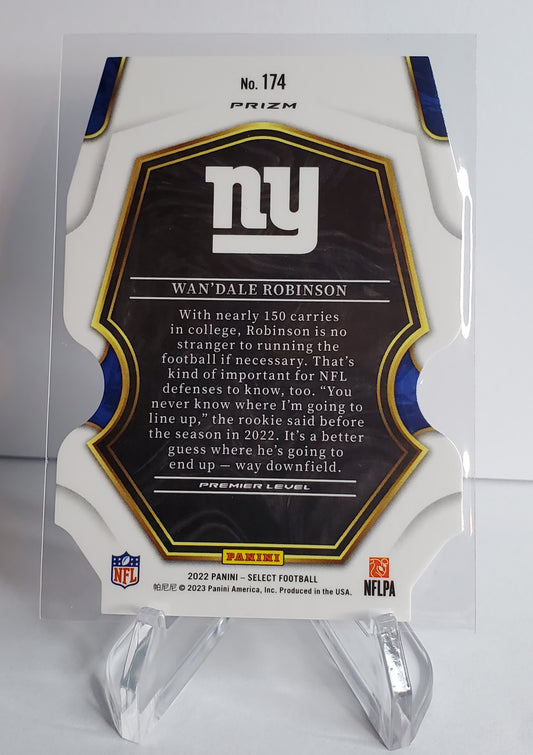 No. 174
PRIZM
ny
WAN'DALE ROBINSON
With nearly 150 carries
in college, Robinson is no
stranger to running the
football if necessary. That's
kind of important for NFL
defenses to know, too. “You
never know where I'm going to
line up,” the rookie said before
the season in 2022. It's a better
guess where he's going to
end up — way downfield.
PREMIER LEVEL
PANINI
NFL
2022 PANINI – SELECT FOOTBALL
帕尼尼 © 2023 Panini America, Inc. Produced in the USA.
NFLPA